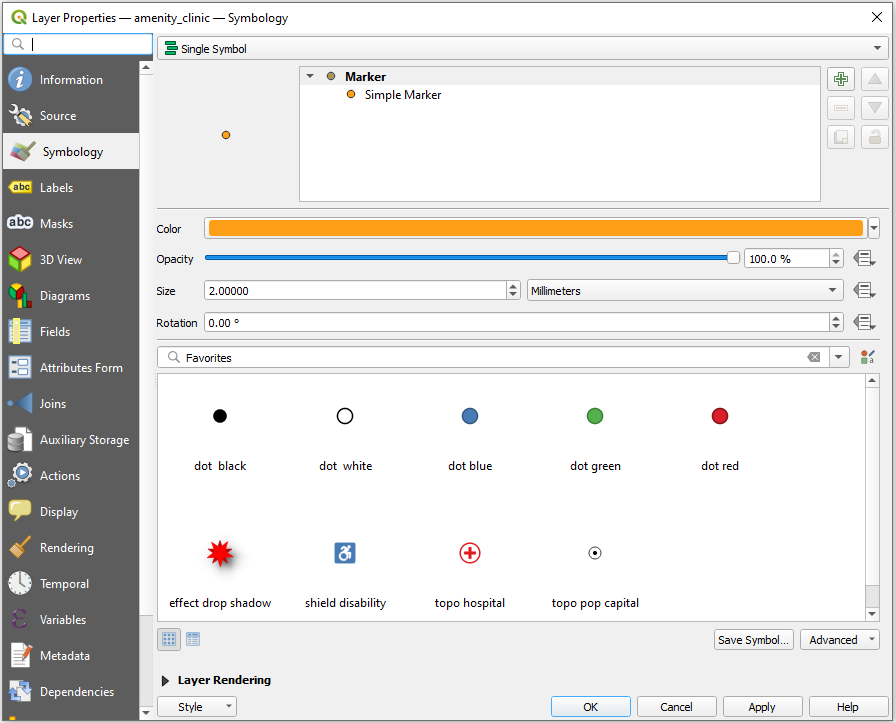 Layer Properties — amenity_clinic — Symbology
Information
Source
Symbology
abc Labels
abc Masks
3D View
Diagrams
Fields
Attributes Form
Joins
Auxiliary Storage
Actions
Display
Rendering
Temporal
Variables
Metadata
Dependencies
Single Symbol
Marker
Simple Marker
Color
Opacity 100.0 %
Size 2.00000 Millimeters
Rotation 0.00 °
Favorites
dot black dot white dot blue dot green dot red
effect drop shadow shield disability topo hospital topo pop capital
Save Symbol... Advanced
Layer Rendering
Style OK Cancel Apply Help